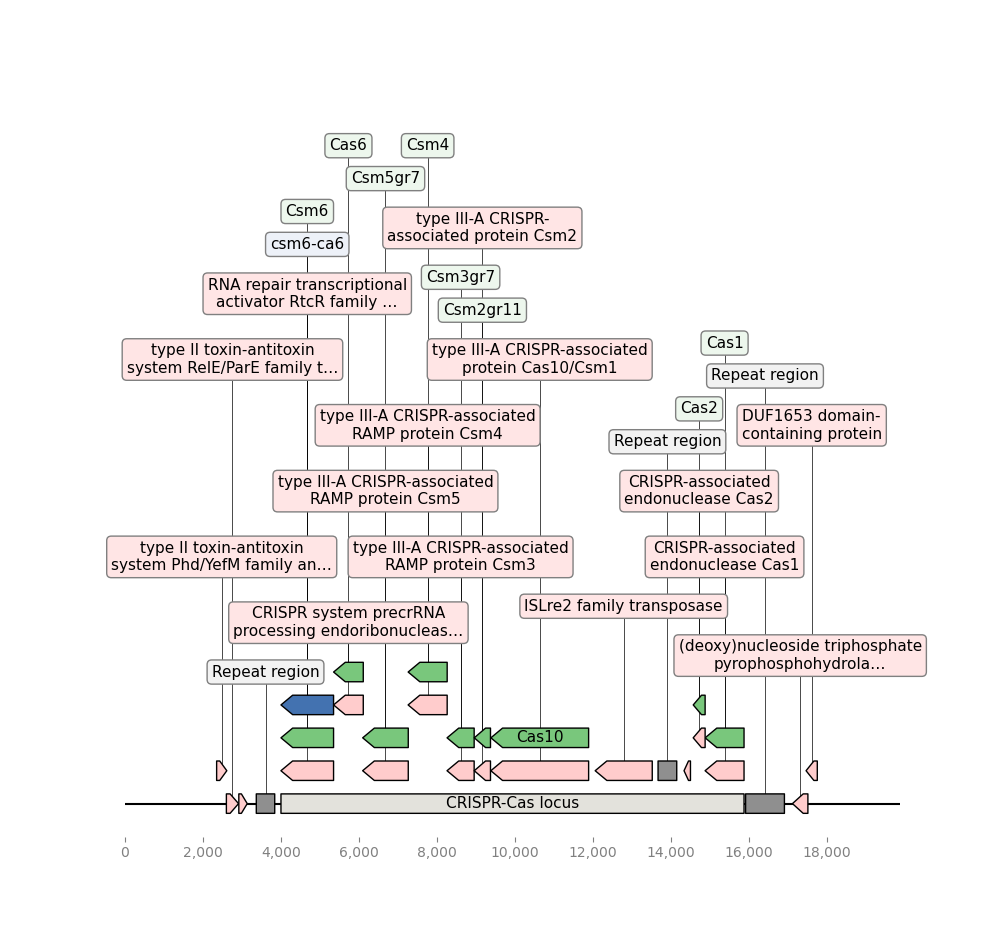 Cas6
Csm4
Csm5gr7
Csm6
type III-A CRISPR-
associated protein Csm2
csm6-ca6
Csm3gr7
RNA repair transcriptional
activator RtcR family …
Csm2gr11
Cas1
type II toxin-antitoxin
system RelE/ParE family t…
type III-A CRISPR-associated
protein Cas10/Csm1
Repeat region
Cas2
type III-A CRISPR-associated
RAMP protein Csm4
DUF1653 domain-
containing protein
Repeat region
type III-A CRISPR-associated
RAMP protein Csm5
CRISPR-associated
endonuclease Cas2
type II toxin-antitoxin
system Phd/YefM family an…
type III-A CRISPR-associated
RAMP protein Csm3
CRISPR-associated
endonuclease Cas1
ISLre2 family transposase
CRISPR system precrRNA
processing endoribonucleas…
(deoxy)nucleoside triphosphate
pyrophosphohydrola…
Repeat region
Cas10
CRISPR-Cas locus
0 2,000 4,000 6,000 8,000 10,000 12,000 14,000 16,000 18,000